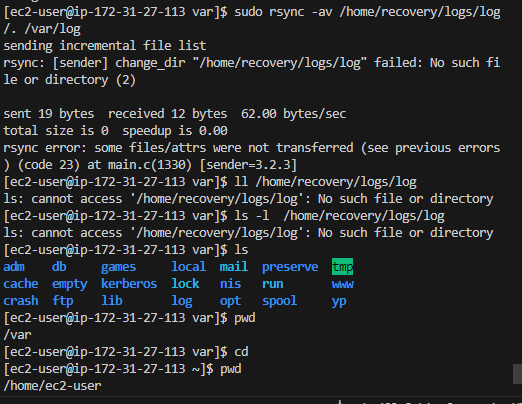 [ec2-user@ip-172-31-27-113 var]$ sudo rsync -av /home/recovery/logs/log
/. /var/log
sending incremental file list
rsync: [sender] change_dir "/home/recovery/logs/log" failed: No such fi
le or directory (2)
sent 19 bytes  received 12 bytes  62.00 bytes/sec
total size is 0  speedup is 0.00
rsync error: some files/attrs were not transferred (see previous errors
) (code 23) at main.c(1330) [sender=3.2.3]
[ec2-user@ip-172-31-27-113 var]$ ll /home/recovery/logs/log
ls: cannot access '/home/recovery/logs/log': No such file or directory
[ec2-user@ip-172-31-27-113 var]$ ls -l  /home/recovery/logs/log
ls: cannot access '/home/recovery/logs/log': No such file or directory
[ec2-user@ip-172-31-27-113 var]$ ls
adm    db     games     local  mail  preserve  tmp
cache  empty  kerberos  lock   nis   run       www
crash  ftp    lib       log    opt   spool     yp
[ec2-user@ip-172-31-27-113 var]$ pwd
/var
[ec2-user@ip-172-31-27-113 var]$ cd
[ec2-user@ip-172-31-27-113 ~]$ pwd
/home/ec2-user